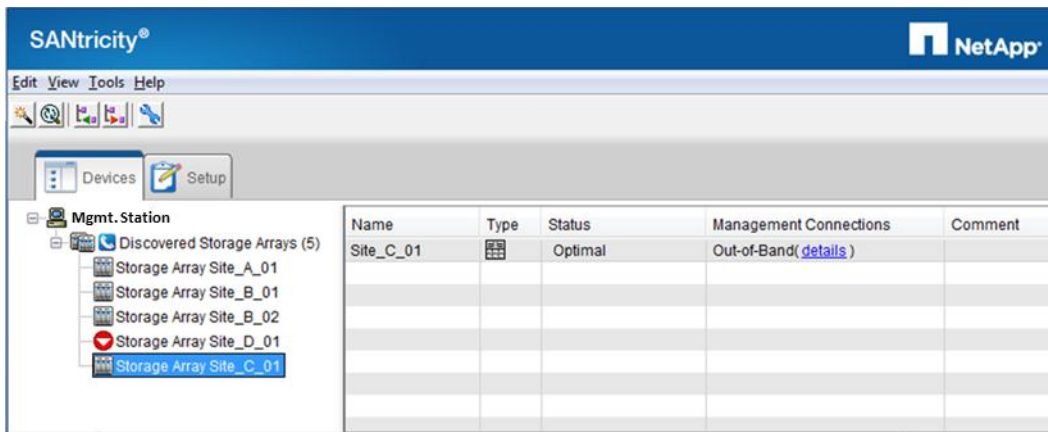 SANtricity®
NetApp
Edit View Tools Help
Devices
Setup
Mgmt. Station
Discovered Storage Arrays (5)
Storage Array Site_A_01
Storage Array Site_B_01
Storage Array Site_B_02
Storage Array Site_D_01
Storage Array Site_C_01
Name Type Status Management Connections Comment
Site_C_01 Optimal Out-of-Band(details)